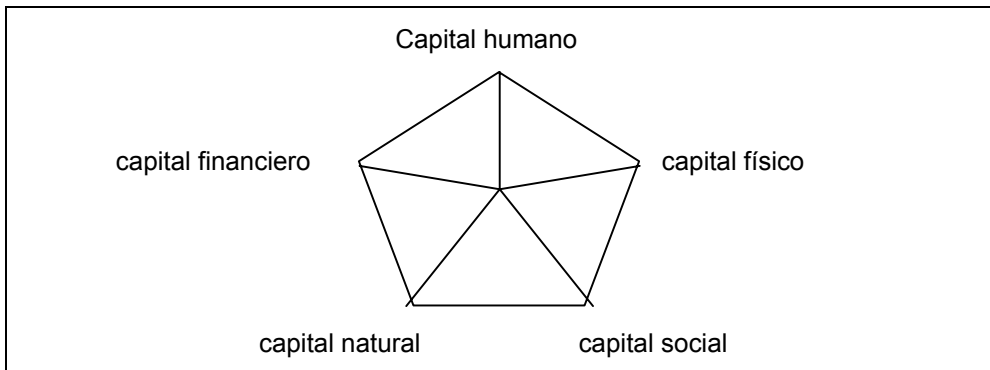 Capital humano
capital financiero
capital físico
capital natural
capital social